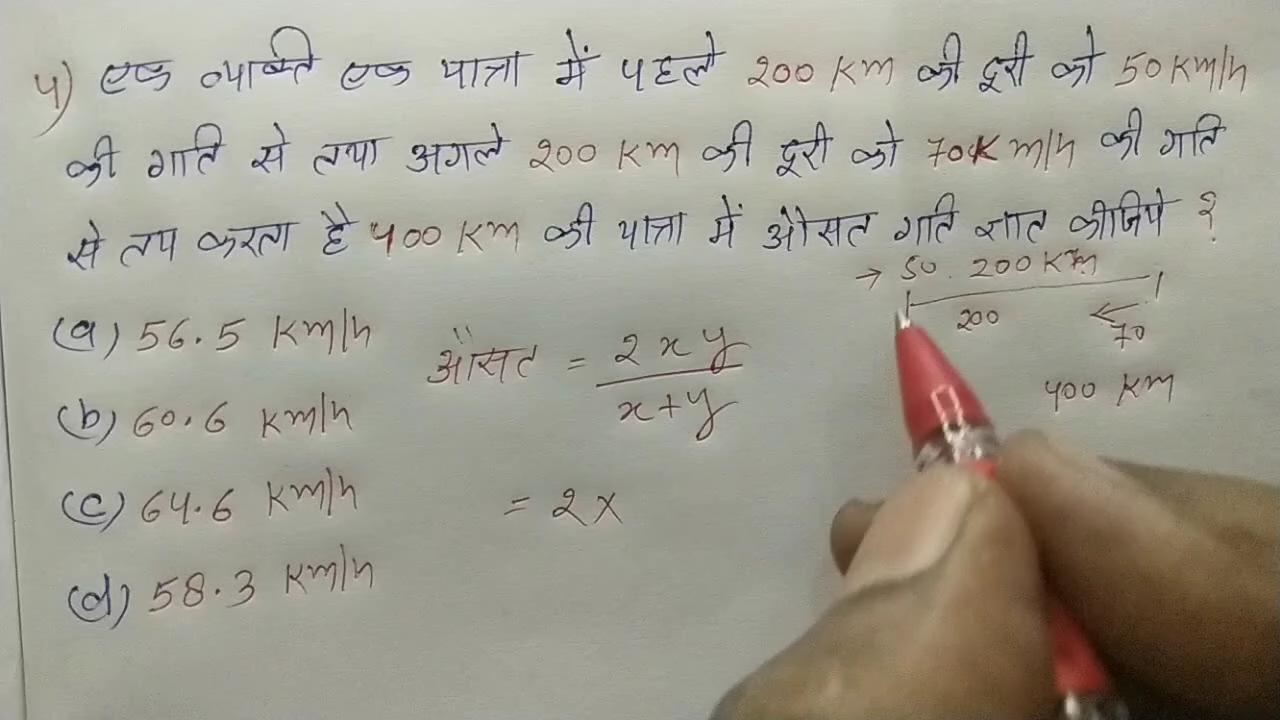 4) एक व्यक्ति एक यात्रा में पहले 200 KM की दूरी को 50 KM/h
की गति से तथा अगले 200 KM की दूरी को 70 KM/h की गति
से तय करता है 400 KM की यात्रा में औसत गति ज्ञात कीजिये ?
→ 50. 200 KM
200
70
400 KM
(a) 56.5 KM/h
औसत = 2xy / x+y
(b) 60.6 KM/h
(c) 64.6 KM/h
= 2 ×
(d) 58.3 KM/h